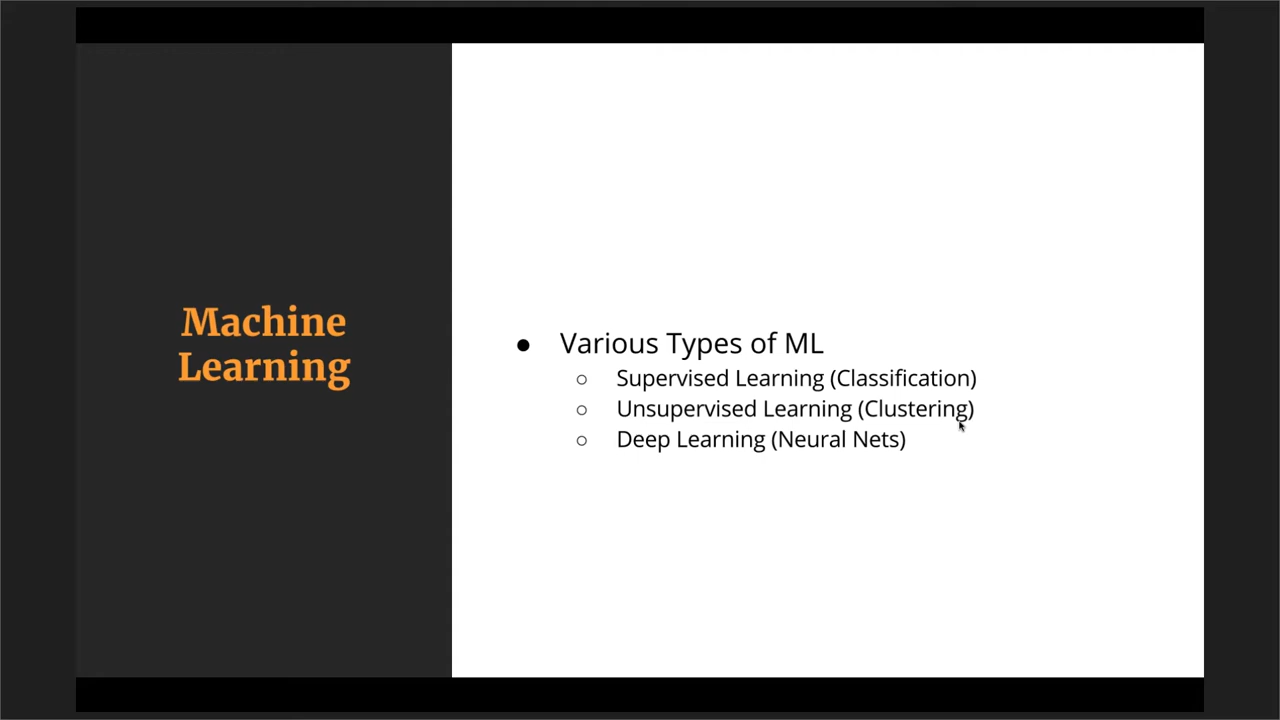 Machine
Learning
● Various Types of ML
○ Supervised Learning (Classification)
○ Unsupervised Learning (Clustering)
○ Deep Learning (Neural Nets)